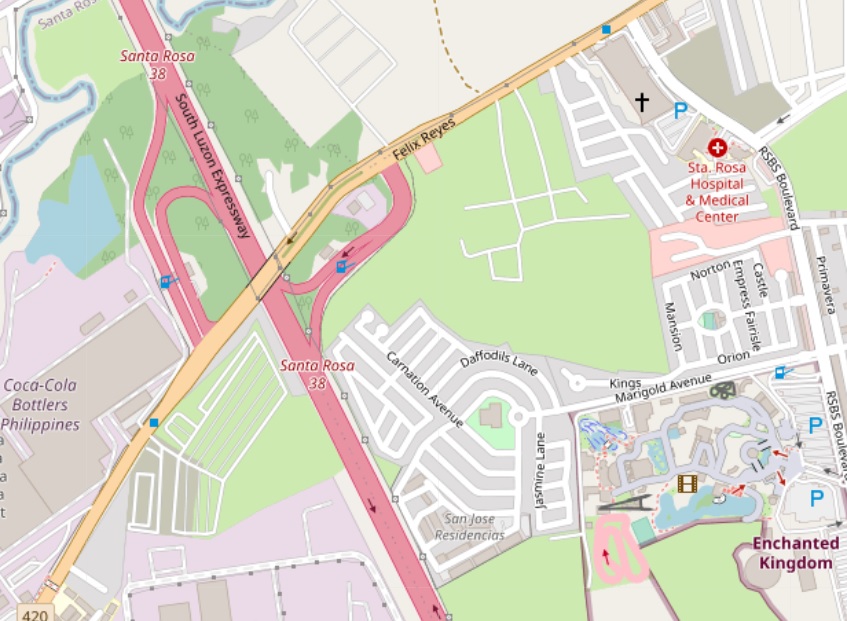 Santa Ros
Santa Rosa
38
South Luzon Expressway
Felix Reyes
P
Sta. Rosa
Hospital
& Medical
Center
RSBS Boulevard
Norton
Castle
Empress Fairisle
Mansion
Primavera
Orion
Kings
Marigold Avenue
Daffodils Lane
Carnation Avenue
Santa Rosa
38
Coca-Cola
Bottlers
Philippines
Jasmine Lane
San Jose
Residencias
RSBS Boulevard
P
P
Enchanted
Kingdom
a
a
a
t
420